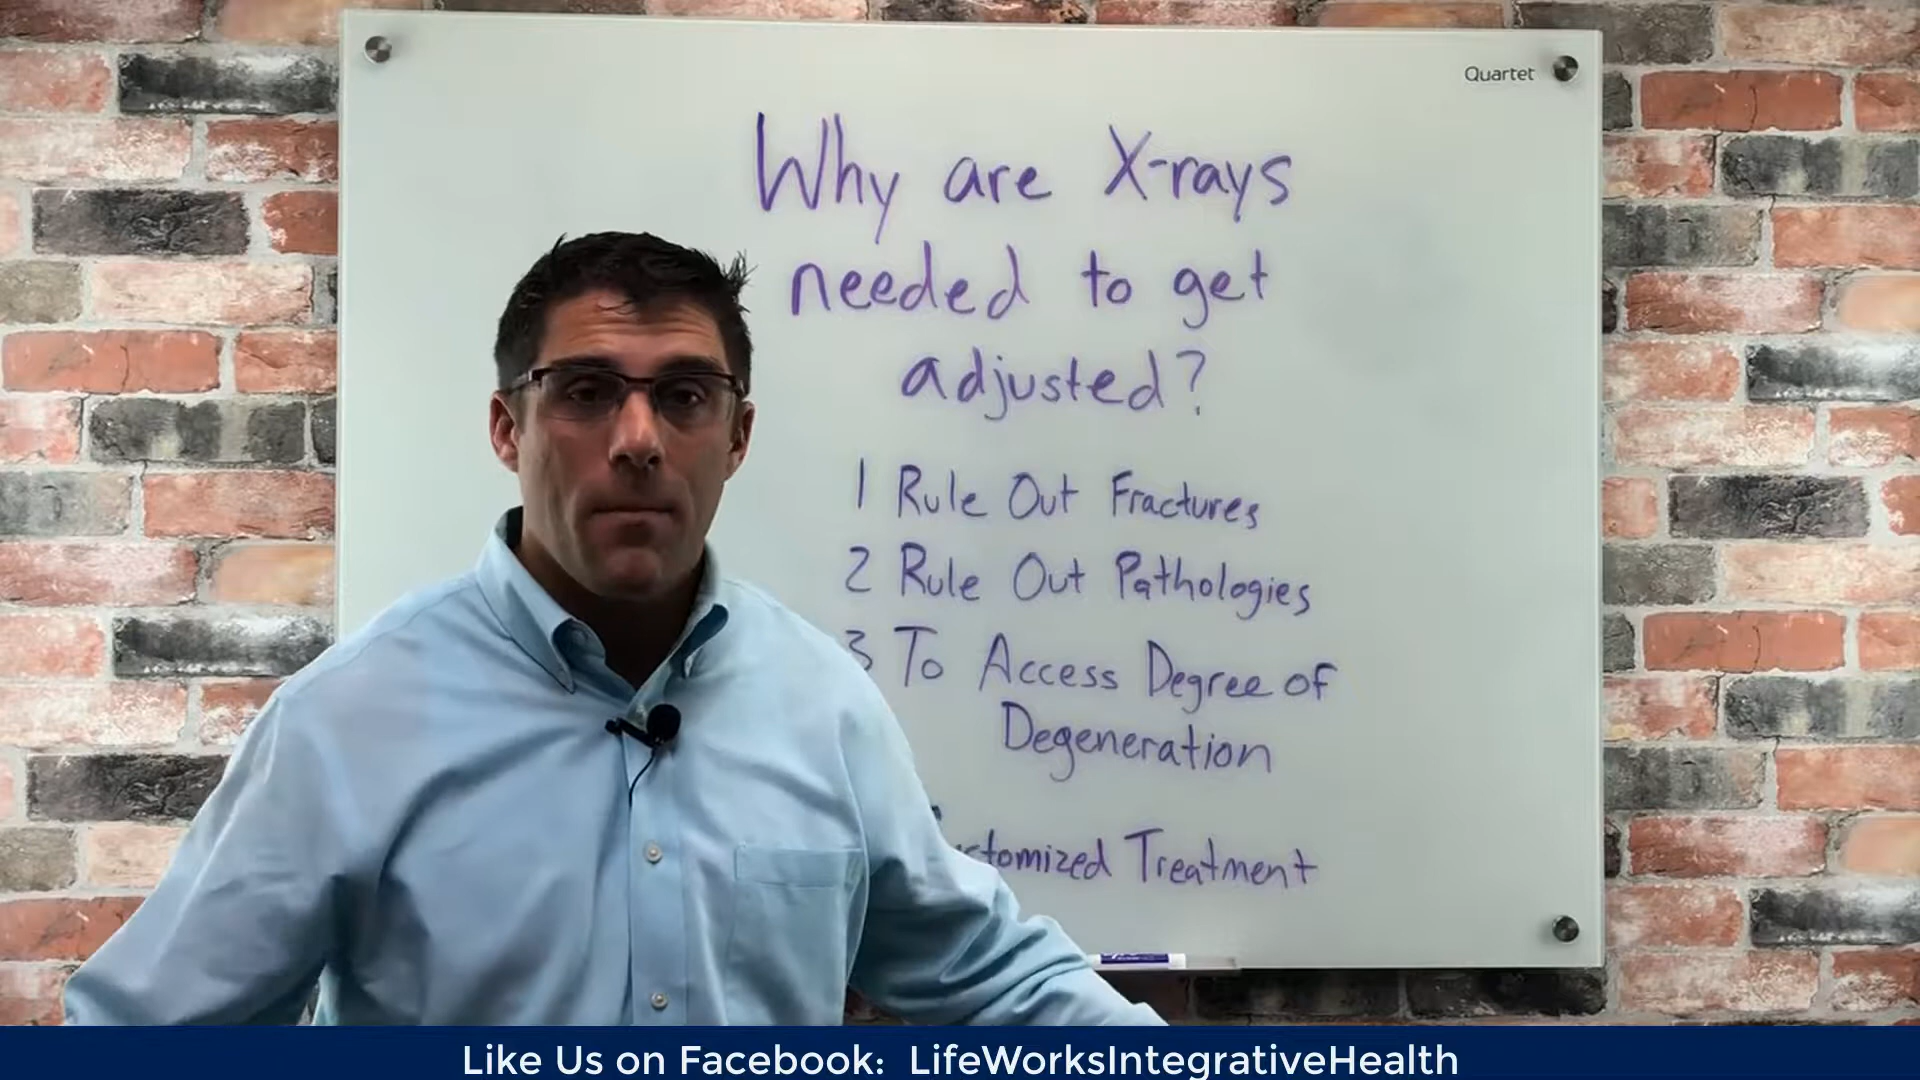 Quartet
Why are X-rays
needed to get
adjusted?
1 Rule Out Fractures
2 Rule Out Pathologies
3 To Access Degree of
Degeneration
Treatment
Like Us on Facebook: LifeWorksIntegrativeHealth